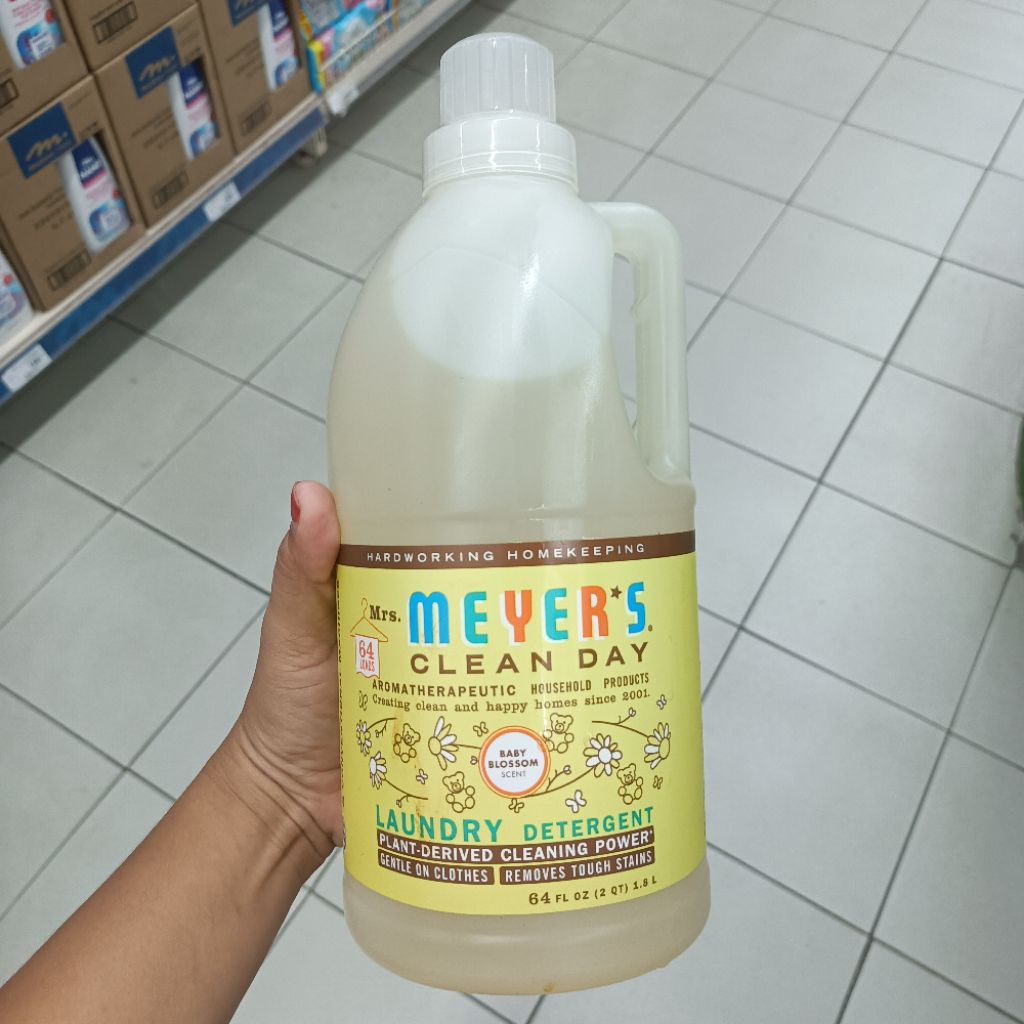 HARDWORKING HOMEKEEPING
Mrs. MEYER'S
CLEAN DAY
64
LOADS
AROMATHERAPEUTIC HOUSEHOLD PRODUCTS
Creating clean and happy homes since 2001.
BABY
BLOSSOM
SCENT
LAUNDRY DETERGENT
PLANT-DERIVED CLEANING POWER*
GENTLE ON CLOTHES REMOVES TOUGH STAINS
64 FL OZ (2 QT) 1.8 L
m.
m.